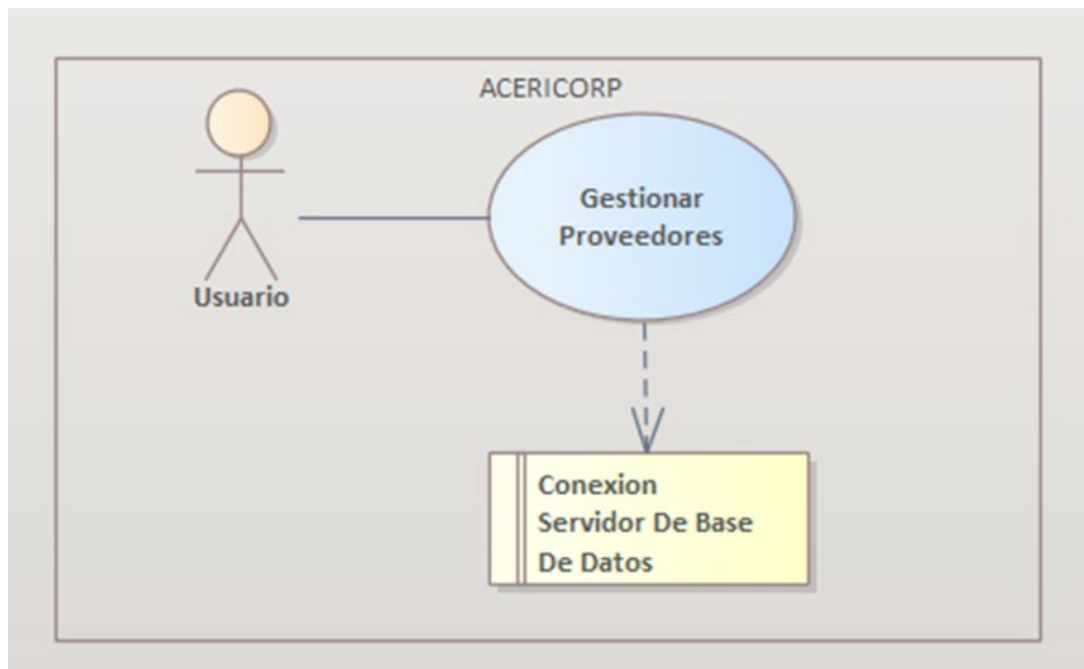 ACERICORP
Gestionar
Proveedores
Usuario
Conexion
Servidor De Base
De Datos